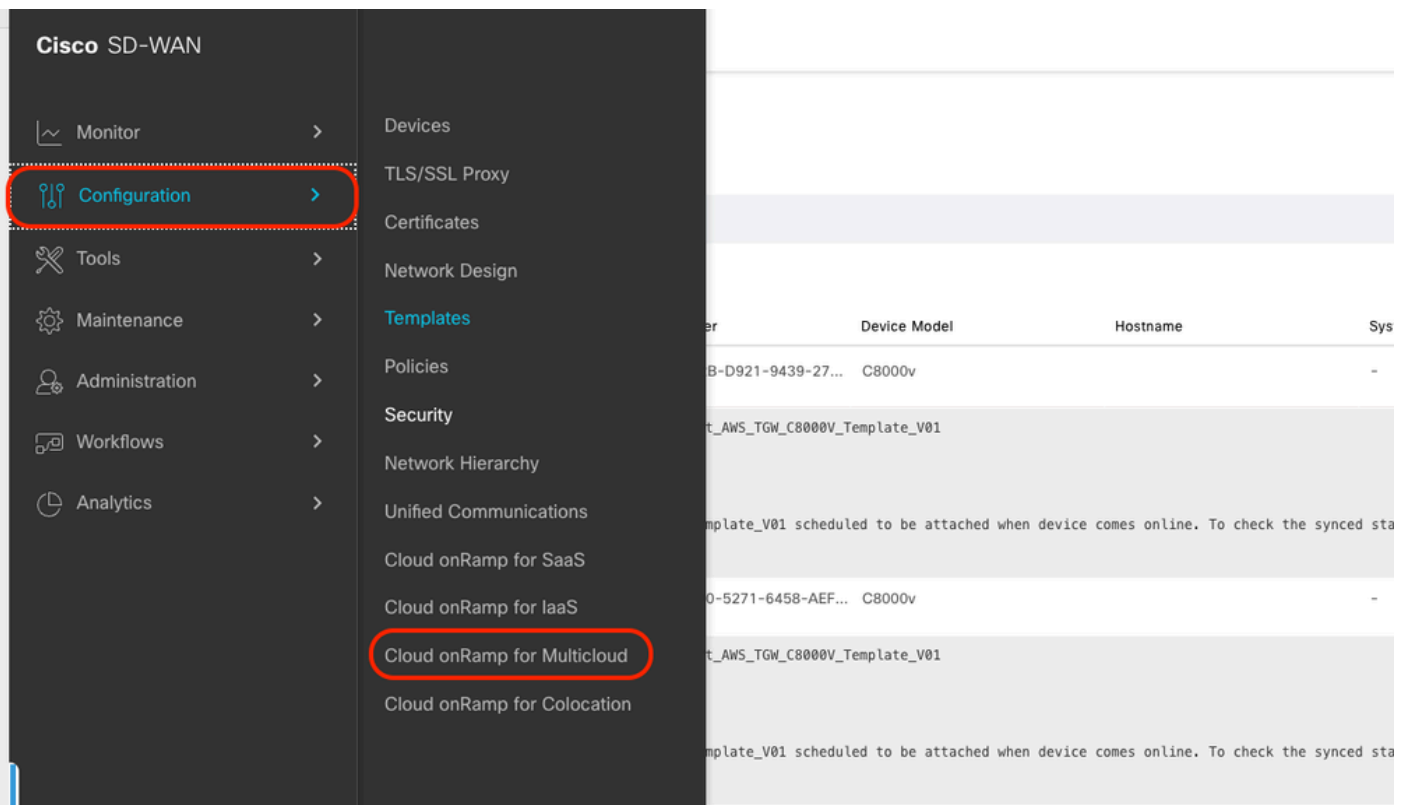 Cisco SD-WAN
Monitor
Configuration
Tools
Maintenance
Administration
Workflows
Analytics
Devices
TLS/SSL Proxy
Certificates
Network Design
Templates
Policies
Security
Network Hierarchy
Unified Communications
Cloud onRamp for SaaS
Cloud onRamp for IaaS
Cloud onRamp for Multicloud
Cloud onRamp for Colocation
er Device Model Hostname Sys
B-D921-9439-27... C8000v -
t_AWS_TGW_C8000V_Template_V01
mplate_V01 scheduled to be attached when device comes online. To check the synced sta
0-5271-6458-AEF... C8000v -
t_AWS_TGW_C8000V_Template_V01
mplate_V01 scheduled to be attached when device comes online. To check the synced sta